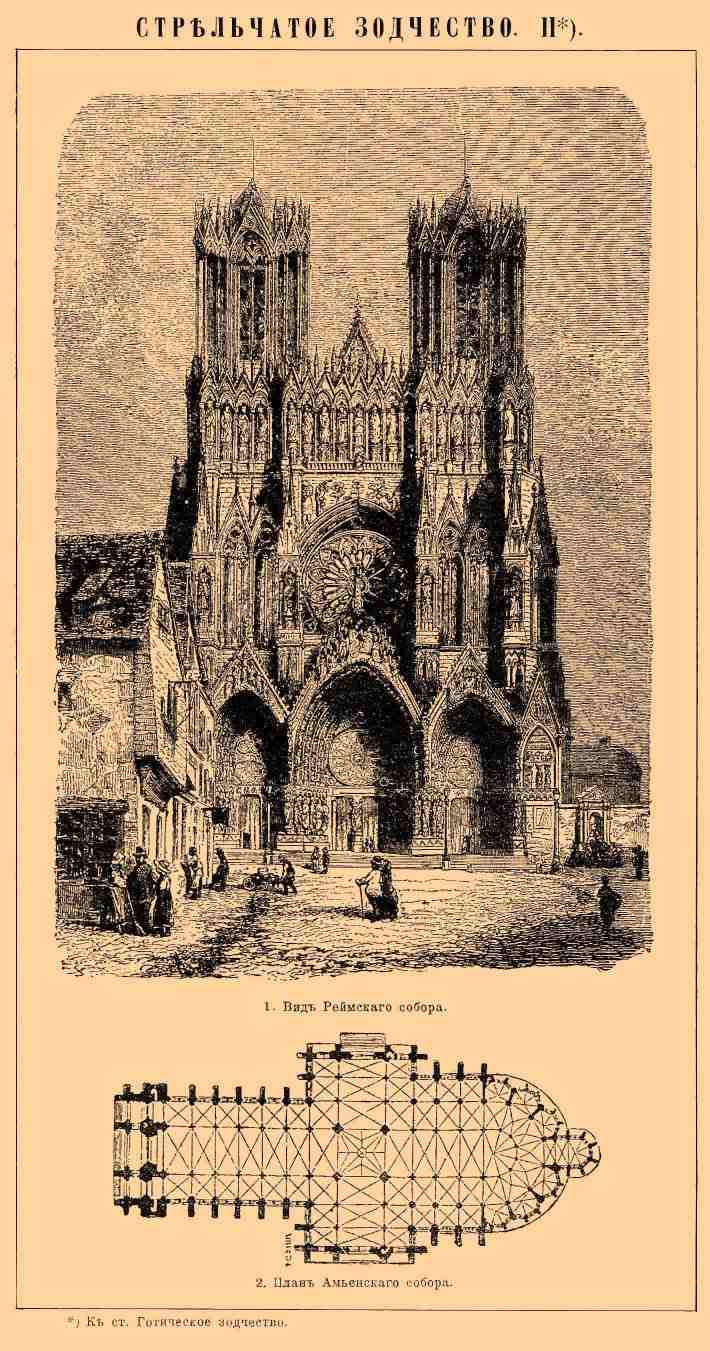 СТРѢЛЬЧАТОЕ ЗОДЧЕСТВО. II*).
1. Видъ Реймскаго собора.
2. Планъ Амьенскаго собора.
*) Къ ст. Готическое зодчество.